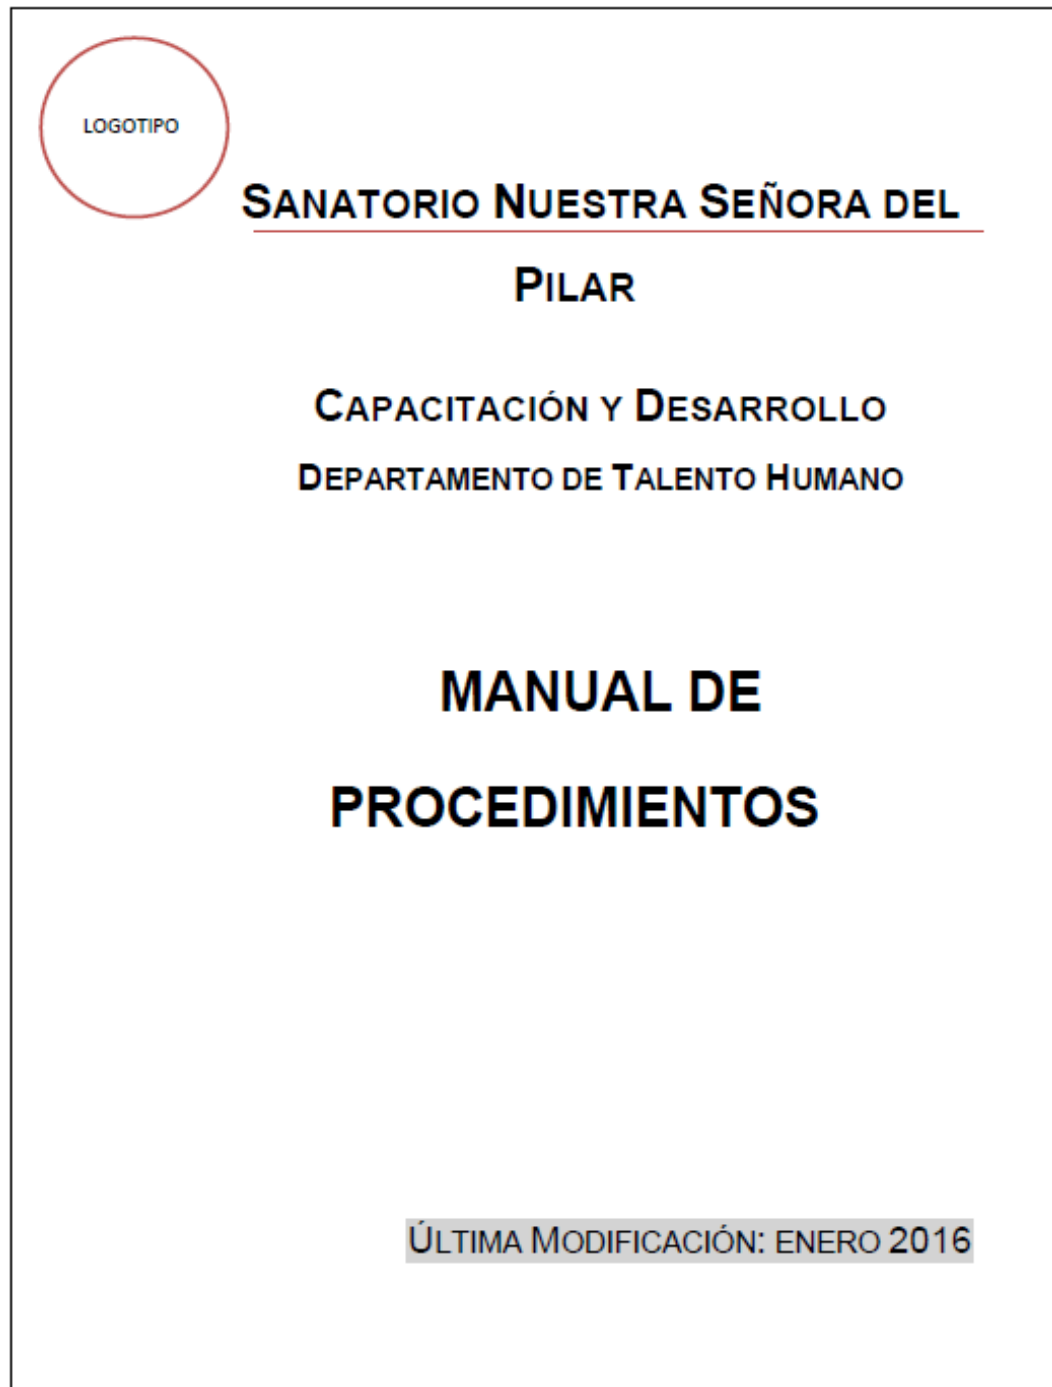 LOGOTIPO
SANATORIO NUESTRA SEÑORA DEL
PILAR
CAPACITACIÓN Y DESARROLLO
DEPARTAMENTO DE TALENTO HUMANO
MANUAL DE
PROCEDIMIENTOS
ÚLTIMA MODIFICACIÓN: ENERO 2016